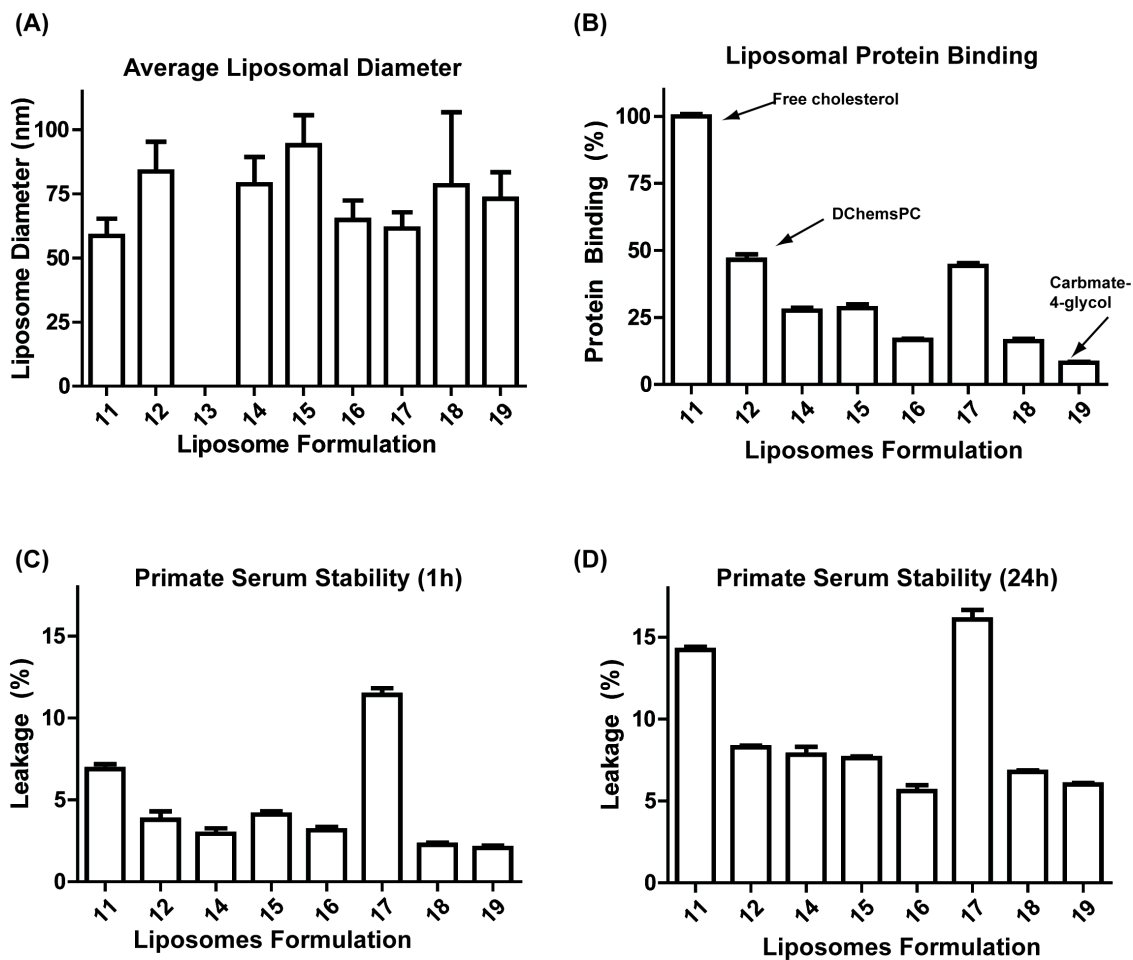 (A)
Average Liposomal Diameter
Liposome Diameter (nm)
100
75
50
25
0
11 12 13 14 15 16 17 18 19
Liposome Formulation
(B)
Liposomal Protein Binding
Protein Binding (%)
100
75
50
25
0
Free cholesterol
DChemsPC
Carbmate-
4-glycol
11 12 14 15 16 17 18 19
Liposomes Formulation
(C)
Primate Serum Stability (1h)
Leakage (%)
15
10
5
0
11 12 14 15 16 17 18 19
Liposomes Formulation
(D)
Primate Serum Stability (24h)
Leakage (%)
15
10
5
0
11 12 14 15 16 17 18 19
Liposomes Formulation